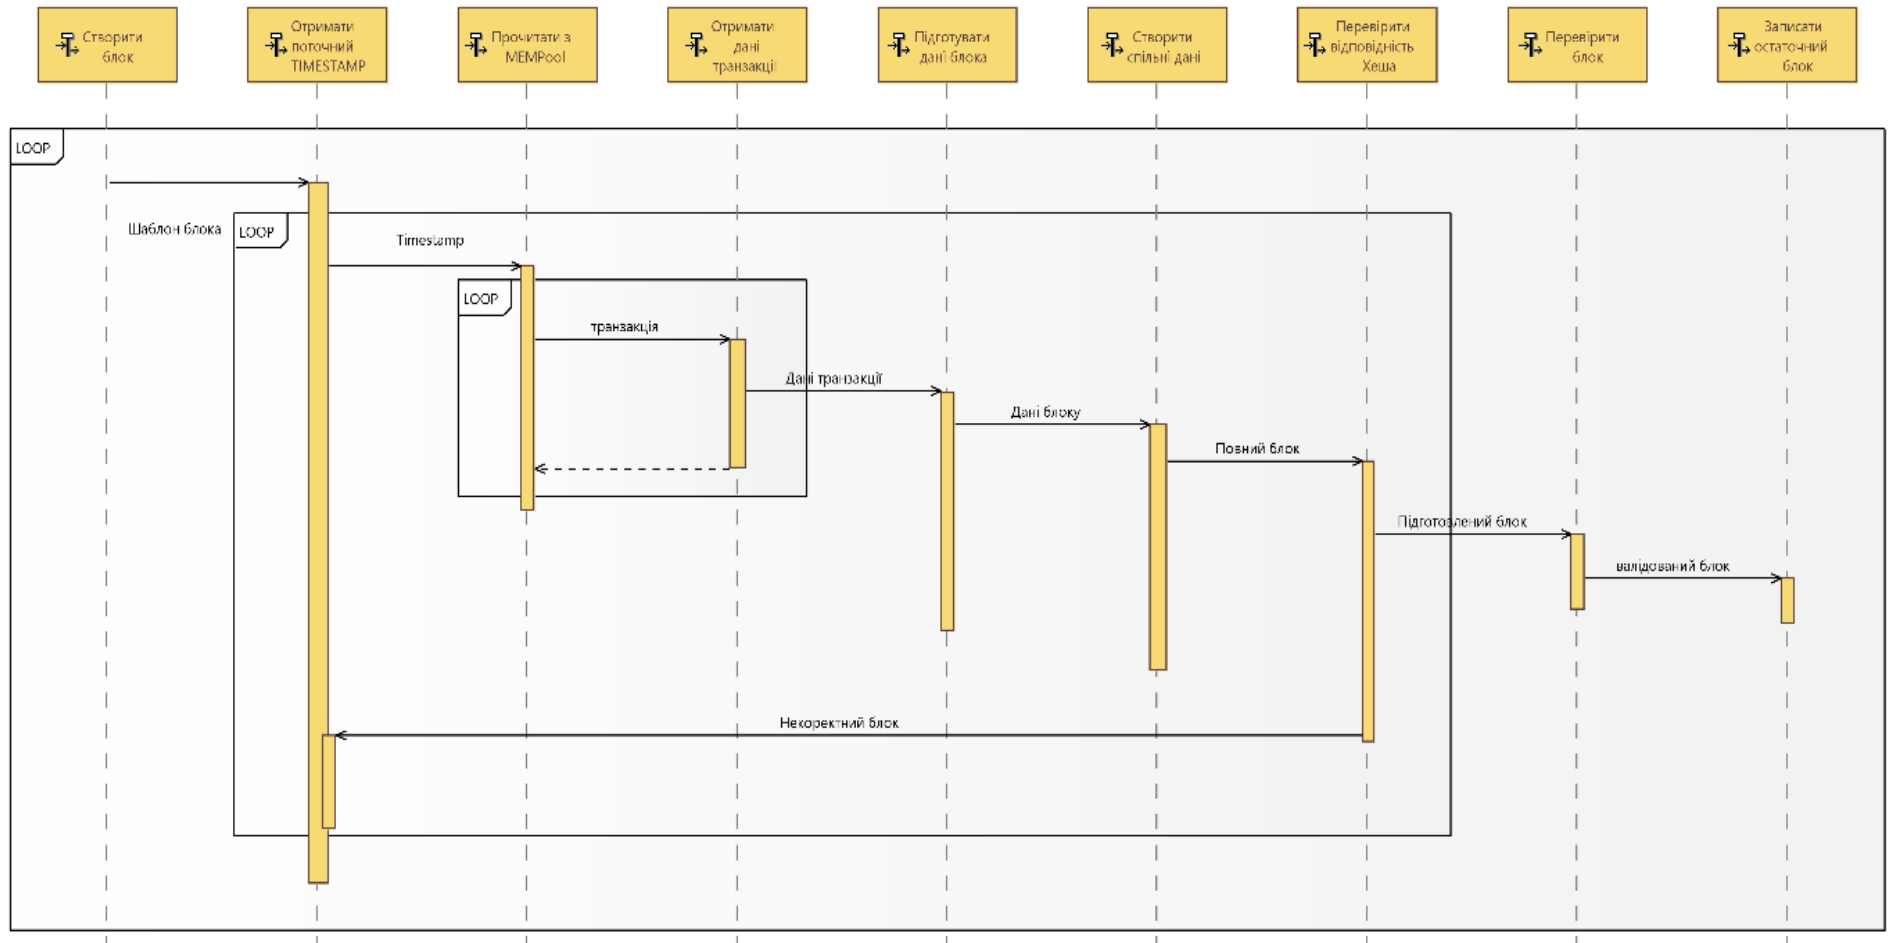 Створити
блок
Отримати
поточний
TIMESTAMP
Прочитати з
MEMPool
Отримати
дані
транзакції
Підготувати
дані блока
Створити
спільні дані
Перевірити
відповідність
Хеша
Перевірити
блок
Записати
остаточний
блок
LOOP
Шаблон блока
LOOP
Timestamp
LOOP
транзакція
Дані транзакції
Дані блоку
Повний блок
Підготовлений блок
валідований блок
Некоректний блок